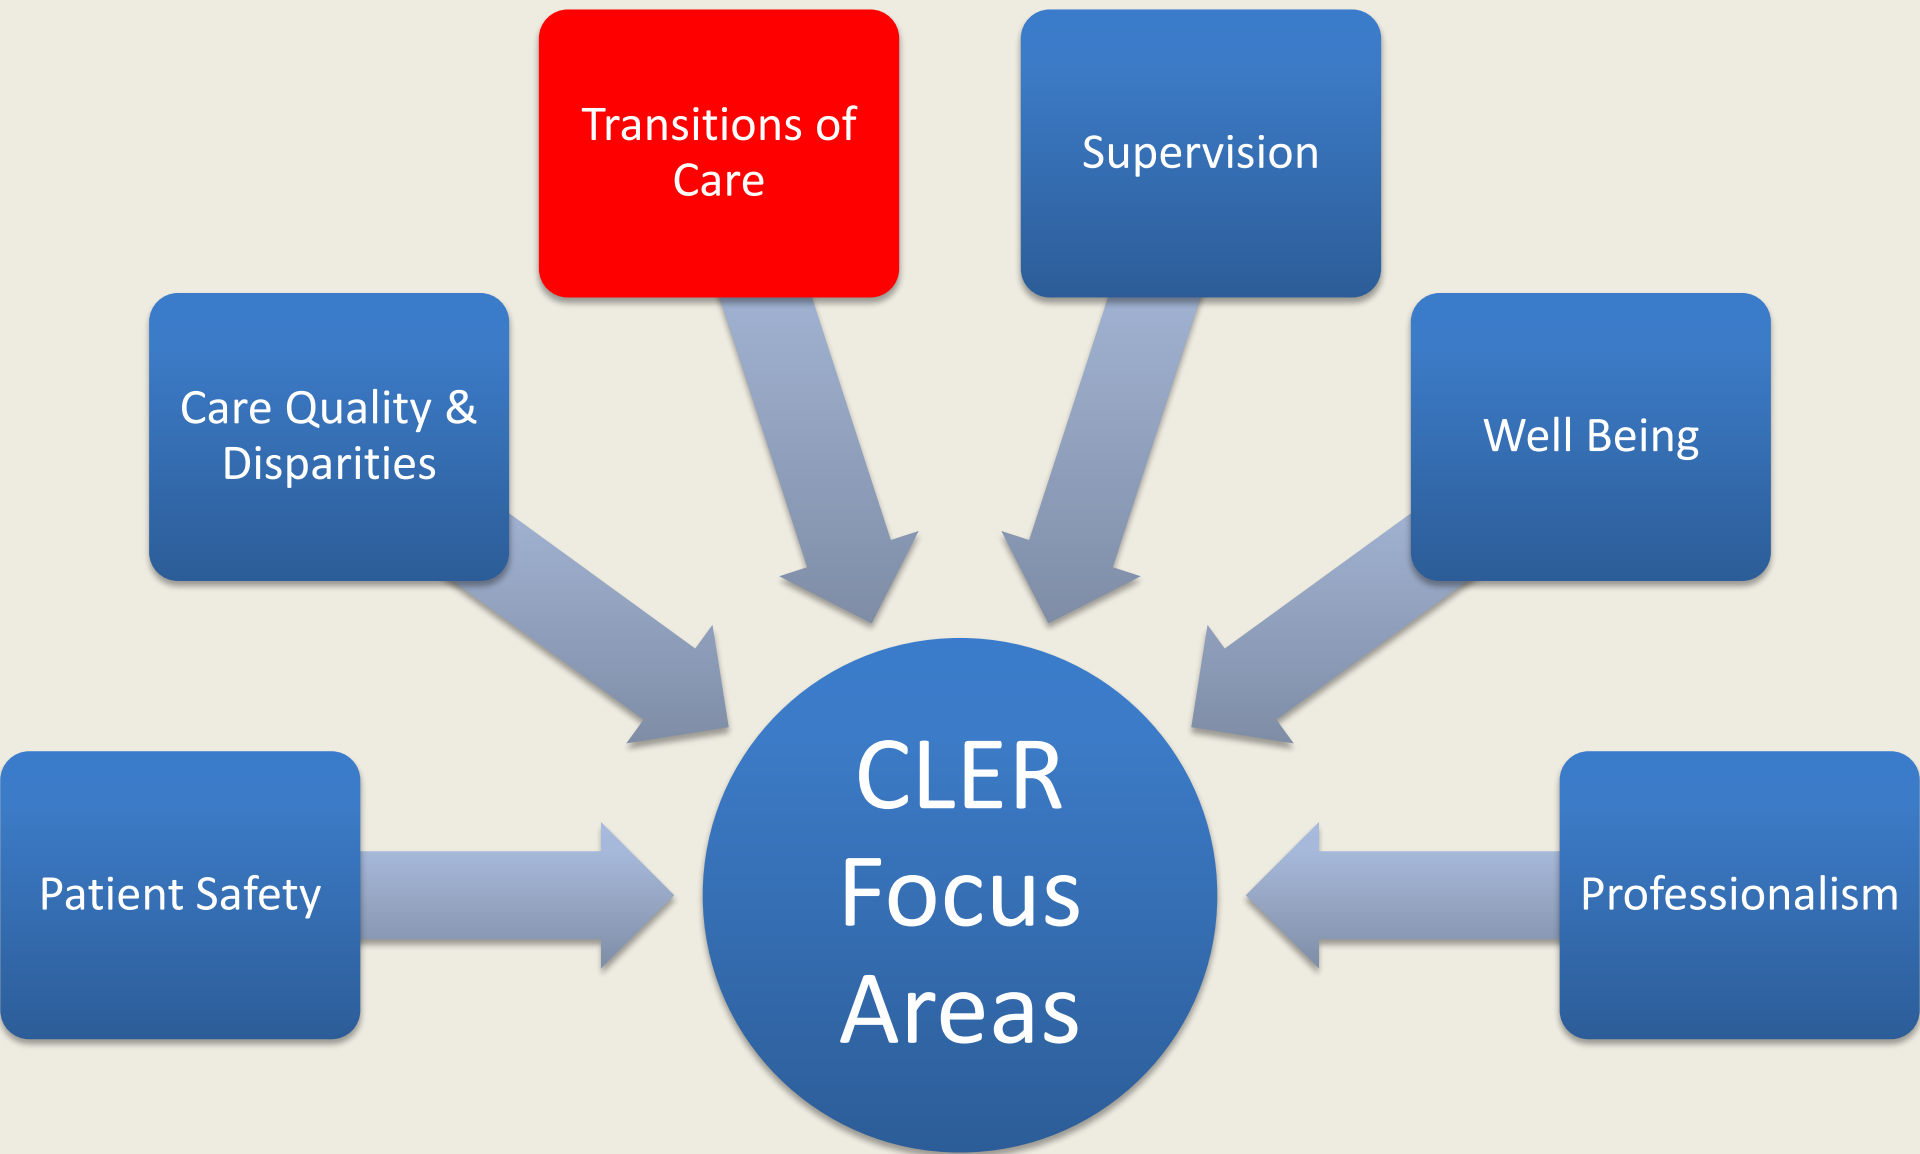 Transitions of
Care
Supervision
Care Quality &
Disparities
Well Being
Patient Safety
CLER
Focus
Areas
Professionalism